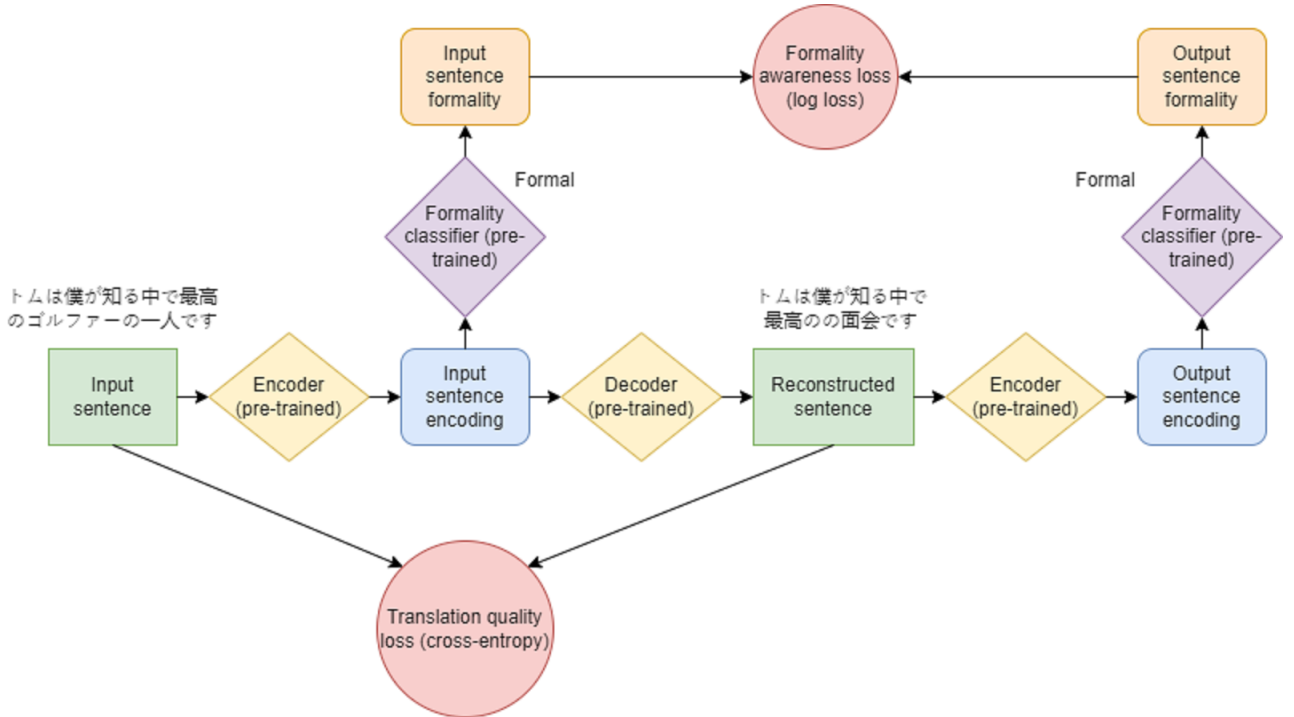 Input
sentence
formality
Formality
awareness loss
(log loss)
Output
sentence
formality
Formal
Formal
Formality
classifier (pre-
trained)
Formality
classifier (pre-
trained)
トムは僕が知る中で最高
のゴルファーの一人です
トムは僕が知る中で
最高のの面会です
Input
sentence
Encoder
(pre-trained)
Input
sentence
encoding
Decoder
(pre-trained)
Reconstructed
sentence
Encoder
(pre-trained)
Output
sentence
encoding
Translation quality
loss (cross-entropy)